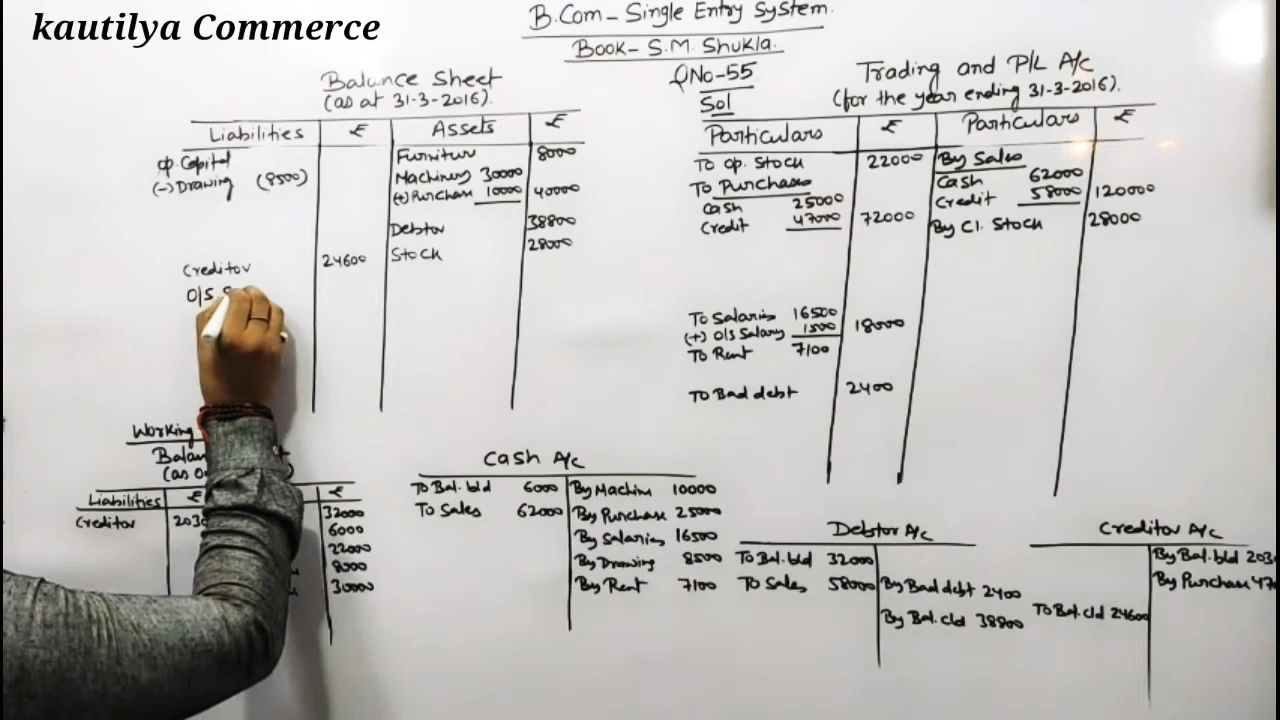 kautilya Commerce
B.Com – Single Entry System.
Book – S.M. Shukla.
QNo-55
Sol
Balance Sheet
(as at 31-3-2016).
Liabilities ₹ Assets ₹
op. Capital
(-) Drawing (8500)
Creditor 24600
O/S
Furniture 8000
Machinery 30000
(+) Purchase 10000 40000
Debtor 38800
Stock 28000
Trading and P/L A/c
(for the year ending 31-3-2016).
Particulars ₹ Particulars ₹
To Op. Stock 22000
To Purchases
Cash 25000
Credit 47000 72000
To Salaries 16500
(+) O/S Salary 1500 18000
To Rent 7100
To Bad debt 2400
By Sales
Cash 62000
Credit 58000 120000
By Cl. Stock 28000
Working
(as
Liabilities ₹ ₹
Creditor
32000
6000
22000
8000
30000
Cash A/c
To Bal. b/d 6000 By Machine 10000
To Sales 62000 By Purchase 25000
By Salaries 16500
By Drawing 8500
By Rent 7100
Debtor A/c
To Bal. b/d 32000
To Sales 58000 By Bad debt 2400
By Bal. c/d 38800
Creditor A/c
By Bal. b/d
By Purchase
To Bal. c/d 24600